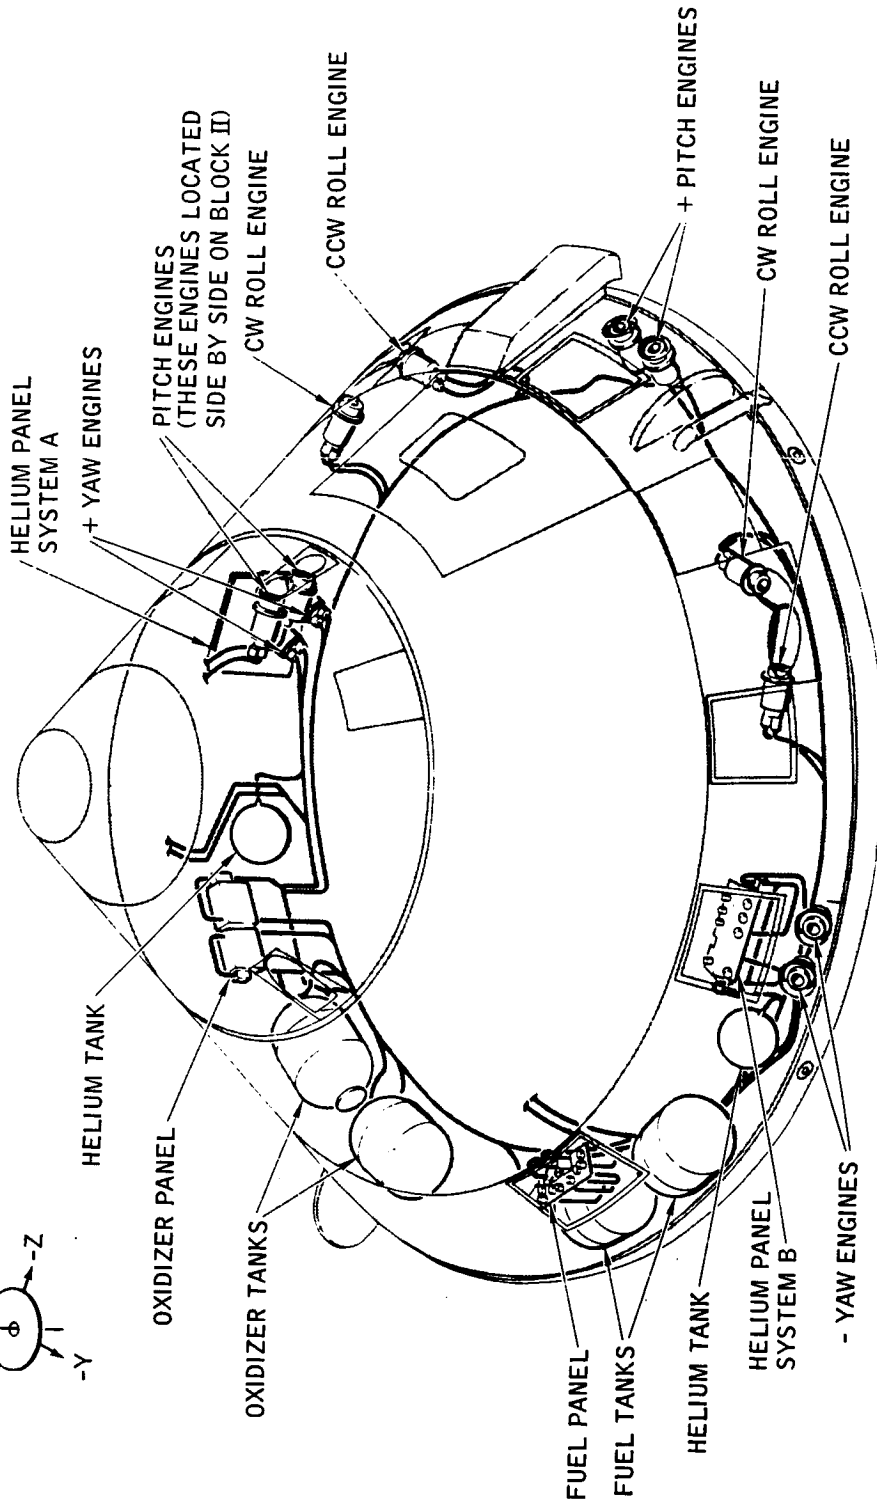 HELIUM PANEL
SYSTEM A
+ YAW ENGINES
PITCH ENGINES
(THESE ENGINES LOCATED
SIDE BY SIDE ON BLOCK II)
CW ROLL ENGINE
CCW ROLL ENGINE
+ PITCH ENGINES
CW ROLL ENGINE
CCW ROLL ENGINE
HELIUM TANK
OXIDIZER PANEL
OXIDIZER TANKS
-Z
-Y
FUEL PANEL
FUEL TANKS
HELIUM TANK
HELIUM PANEL
SYSTEM B
- YAW ENGINES